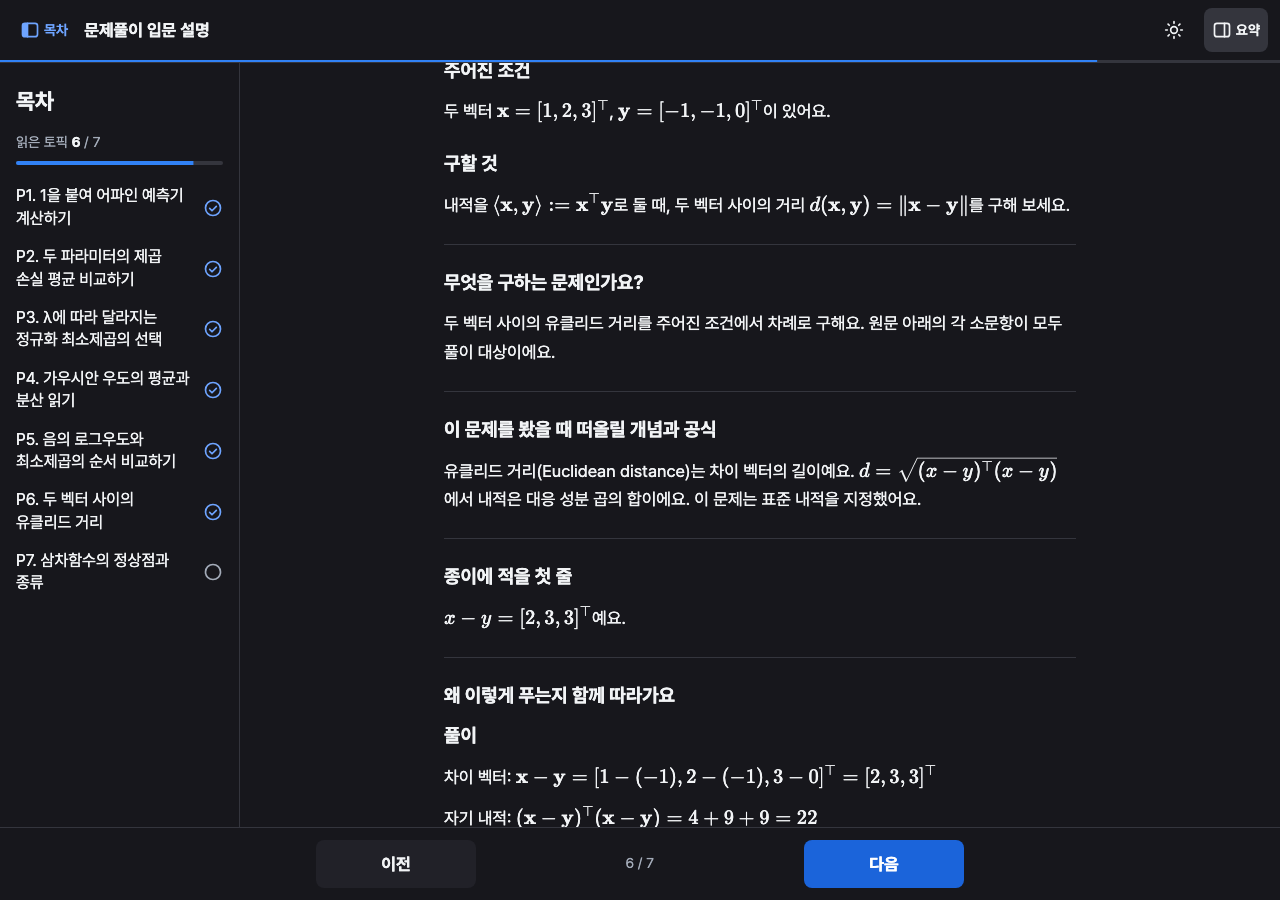 목차 문제풀이 입문 설명 요약
목차
읽은 토픽 6 / 7
P1. 1을 붙여 어파인 예측기
계산하기
P2. 두 파라미터의 제곱
손실 평균 비교하기
P3. λ에 따라 달라지는
정규화 최소제곱의 선택
P4. 가우시안 우도의 평균과
분산 읽기
P5. 음의 로그우도와
최소제곱의 순서 비교하기
P6. 두 벡터 사이의
유클리드 거리
P7. 삼차함수의 정상점과
종류
주어진 조건
두 벡터 x = [1, 2, 3]⊤, y = [−1, −1, 0]⊤이 있어요.
구할 것
내적을 ⟨x, y⟩ := x⊤y로 둘 때, 두 벡터 사이의 거리 d(x, y) = ∥x − y∥를 구해 보세요.
무엇을 구하는 문제인가요?
두 벡터 사이의 유클리드 거리를 주어진 조건에서 차례로 구해요. 원문 아래의 각 소문항이 모두
풀이 대상이에요.
이 문제를 봤을 때 떠올릴 개념과 공식
유클리드 거리(Euclidean distance)는 차이 벡터의 길이예요. d = √(x − y)⊤(x − y)
에서 내적은 대응 성분 곱의 합이에요. 이 문제는 표준 내적을 지정했어요.
종이에 적을 첫 줄
x − y = [2, 3, 3]⊤예요.
왜 이렇게 푸는지 함께 따라가요
풀이
차이 벡터: x − y = [1 − (−1), 2 − (−1), 3 − 0]⊤ = [2, 3, 3]⊤
자기 내적: (x − y)⊤(x − y) = 4 + 9 + 9 = 22
이전 6 / 7 다음